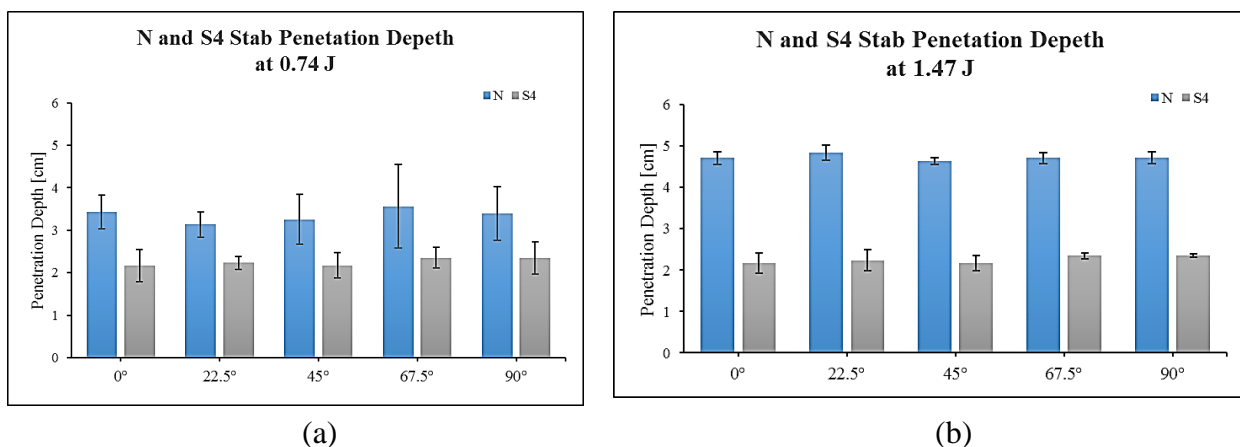 N and S4 Stab Penetation Depeth
at 0.74 J
N S4
Penetration Depth [cm]
6
5
4
3
2
1
0
0° 22.5° 45° 67.5° 90°
(a)
N and S4 Stab Penetation Depeth
at 1.47 J
N S4
Penetration Depth [cm]
6
5
4
3
2
1
0
0° 22.5° 45° 67.5° 90°
(b)